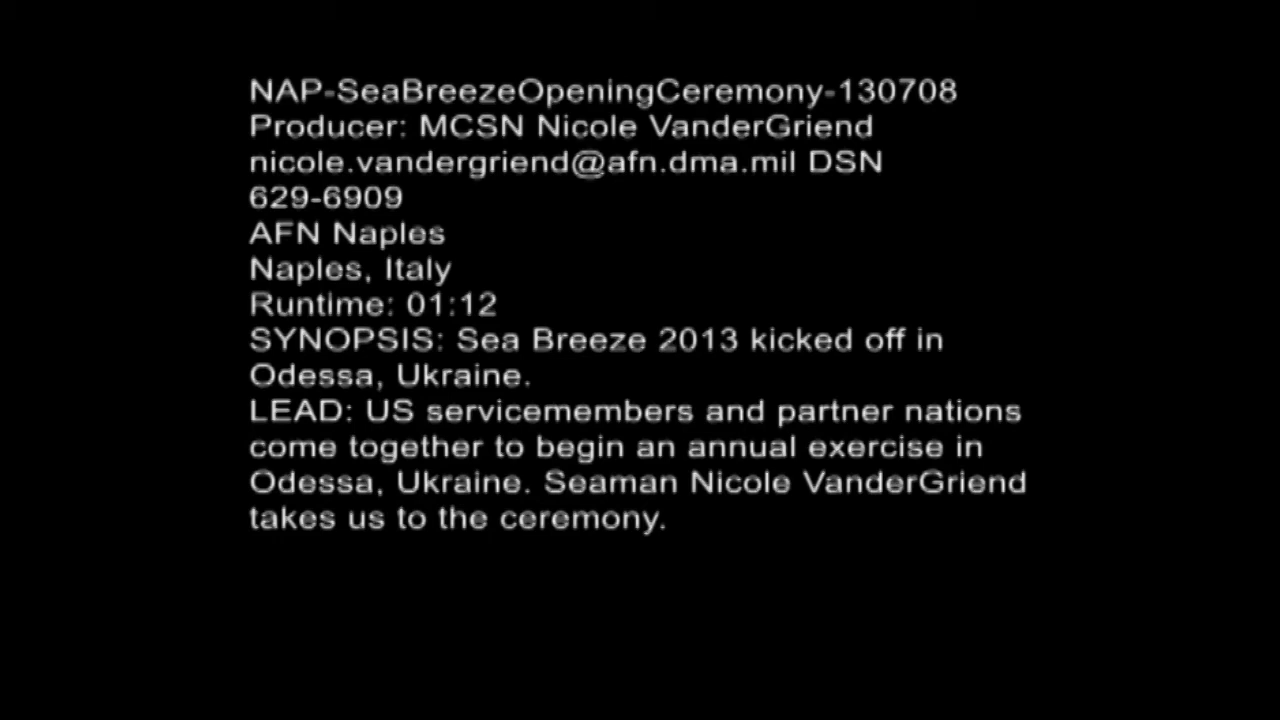 NAP-SeaBreezeOpeningCeremony-130708
Producer: MCSN Nicole VanderGriend
nicole.vandergriend@afn.dma.mil DSN
629-6909
AFN Naples
Naples, Italy
Runtime: 01:12
SYNOPSIS: Sea Breeze 2013 kicked off in
Odessa, Ukraine.
LEAD: US servicemembers and partner nations
come together to begin an annual exercise in
Odessa, Ukraine. Seaman Nicole VanderGriend
takes us to the ceremony.